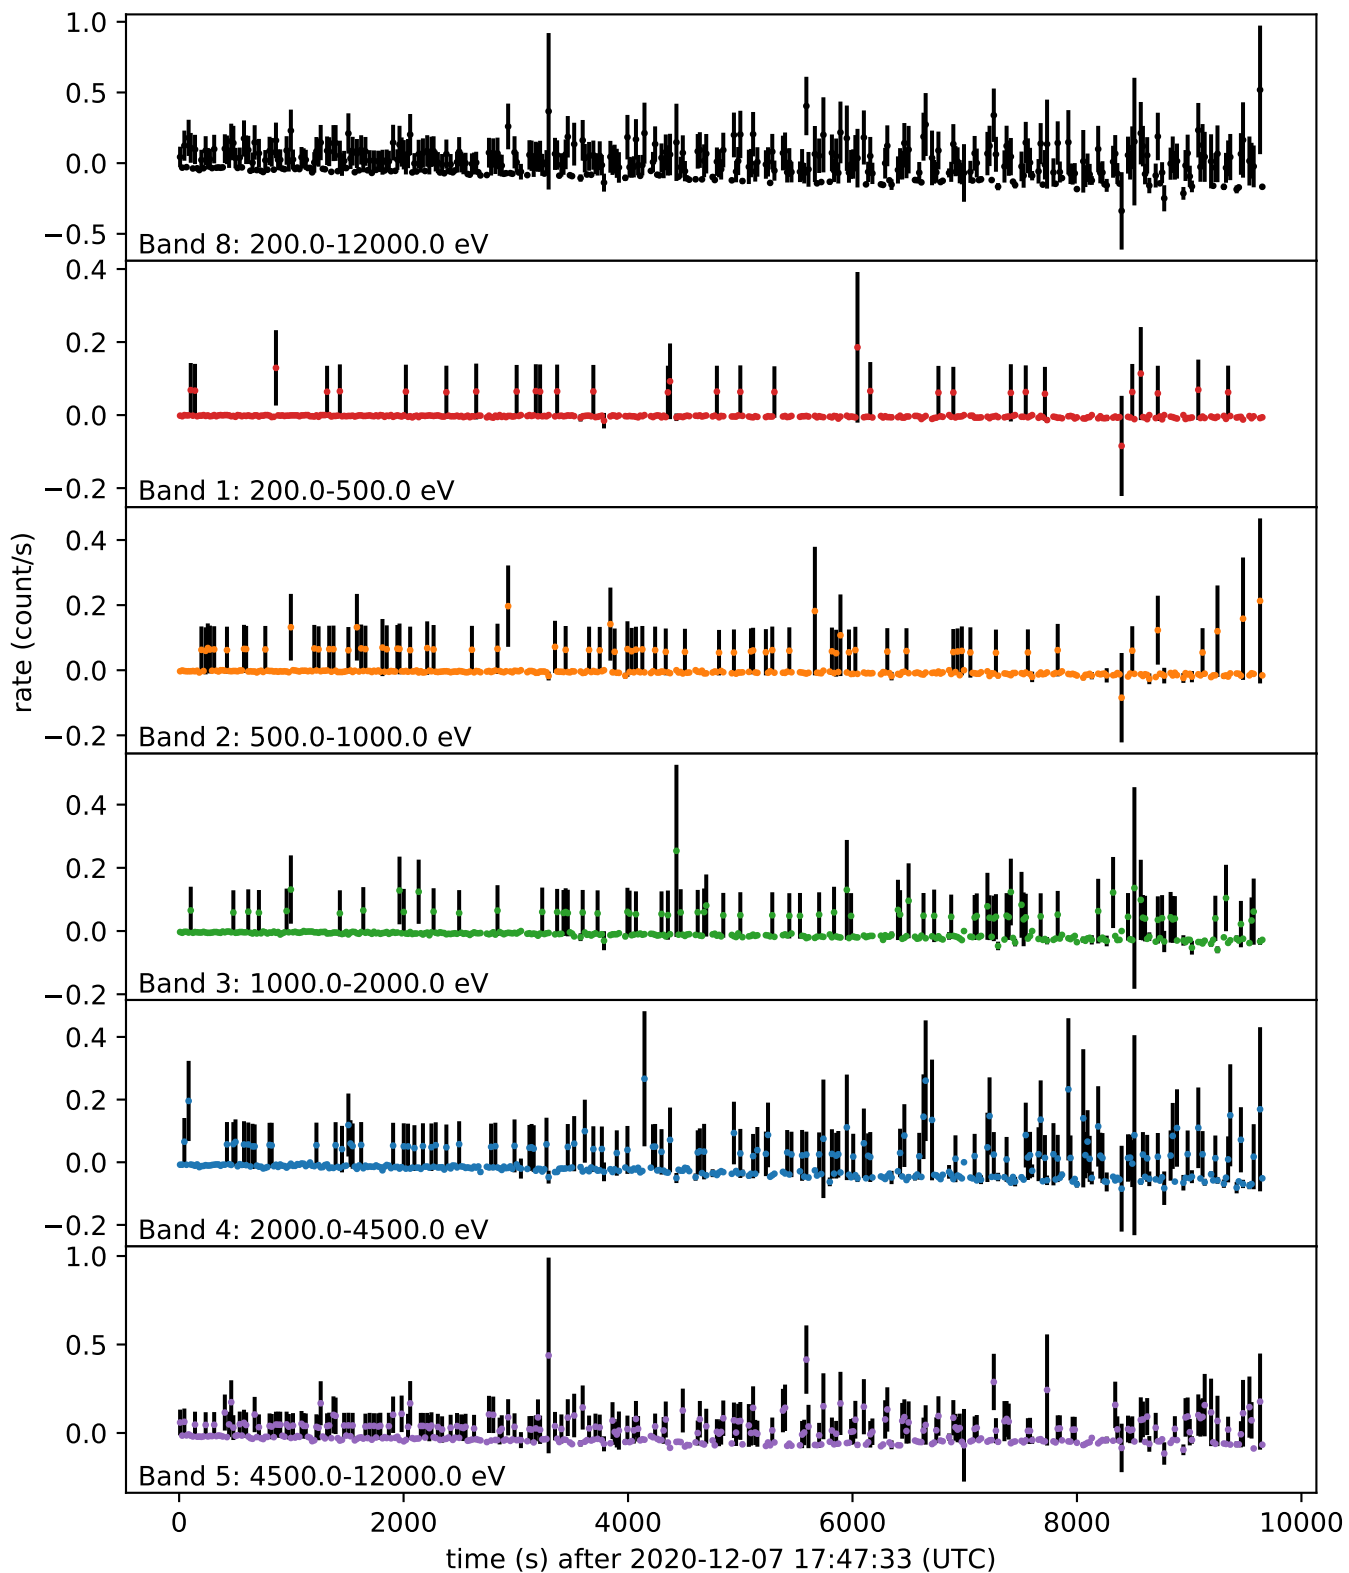 1.0
0.5
0.0
−0.5
Band 8: 200.0-12000.0 eV
0.4
0.2
0.0
−0.2
Band 1: 200.0-500.0 eV
0.4
0.2
0.0
−0.2
Band 2: 500.0-1000.0 eV
rate (count/s)
0.4
0.2
0.0
−0.2
Band 3: 1000.0-2000.0 eV
0.4
0.2
0.0
−0.2
Band 4: 2000.0-4500.0 eV
1.0
0.5
0.0
Band 5: 4500.0-12000.0 eV
0 2000 4000 6000 8000 10000
time (s) after 2020-12-07 17:47:33 (UTC)